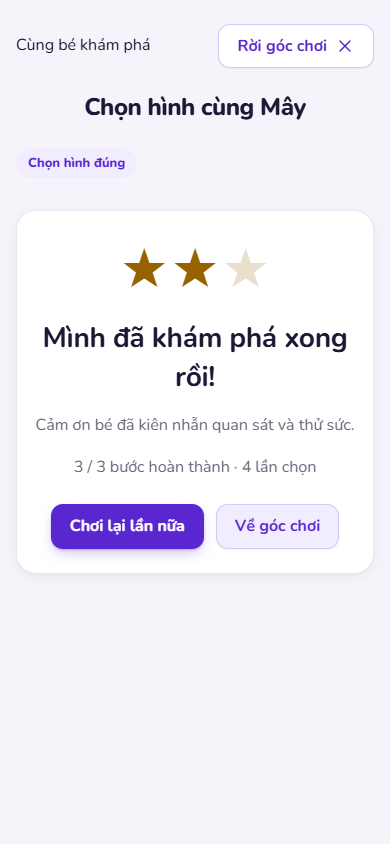 Cùng bé khám phá
Rời góc chơi
Chọn hình cùng Mây
Chọn hình đúng
Mình đã khám phá xong
rồi!
Cảm ơn bé đã kiên nhẫn quan sát và thử sức.
3 / 3 bước hoàn thành · 4 lần chọn
Chơi lại lần nữa
Về góc chơi